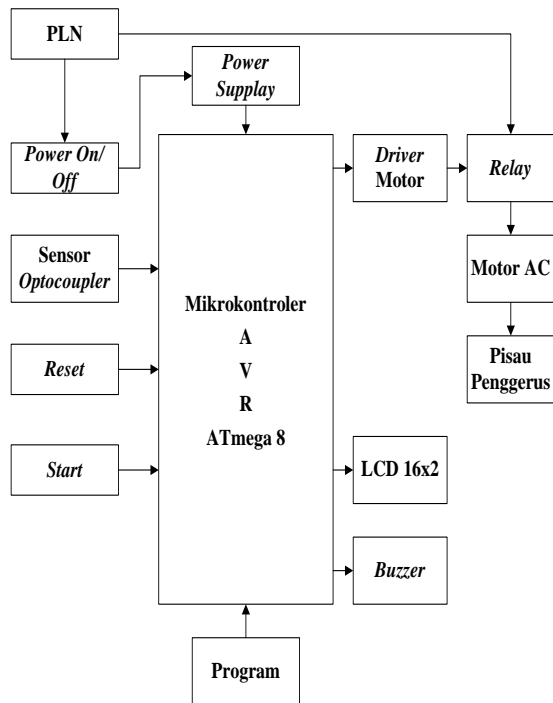 PLN
Power
Supplay
Power On/
Off
Driver
Motor
Relay
Sensor
Optocoupler
Motor AC
Mikrokontroler
A
V
R
ATmega 8
Reset
Pisau
Penggerus
Start
LCD 16x2
Buzzer
Program